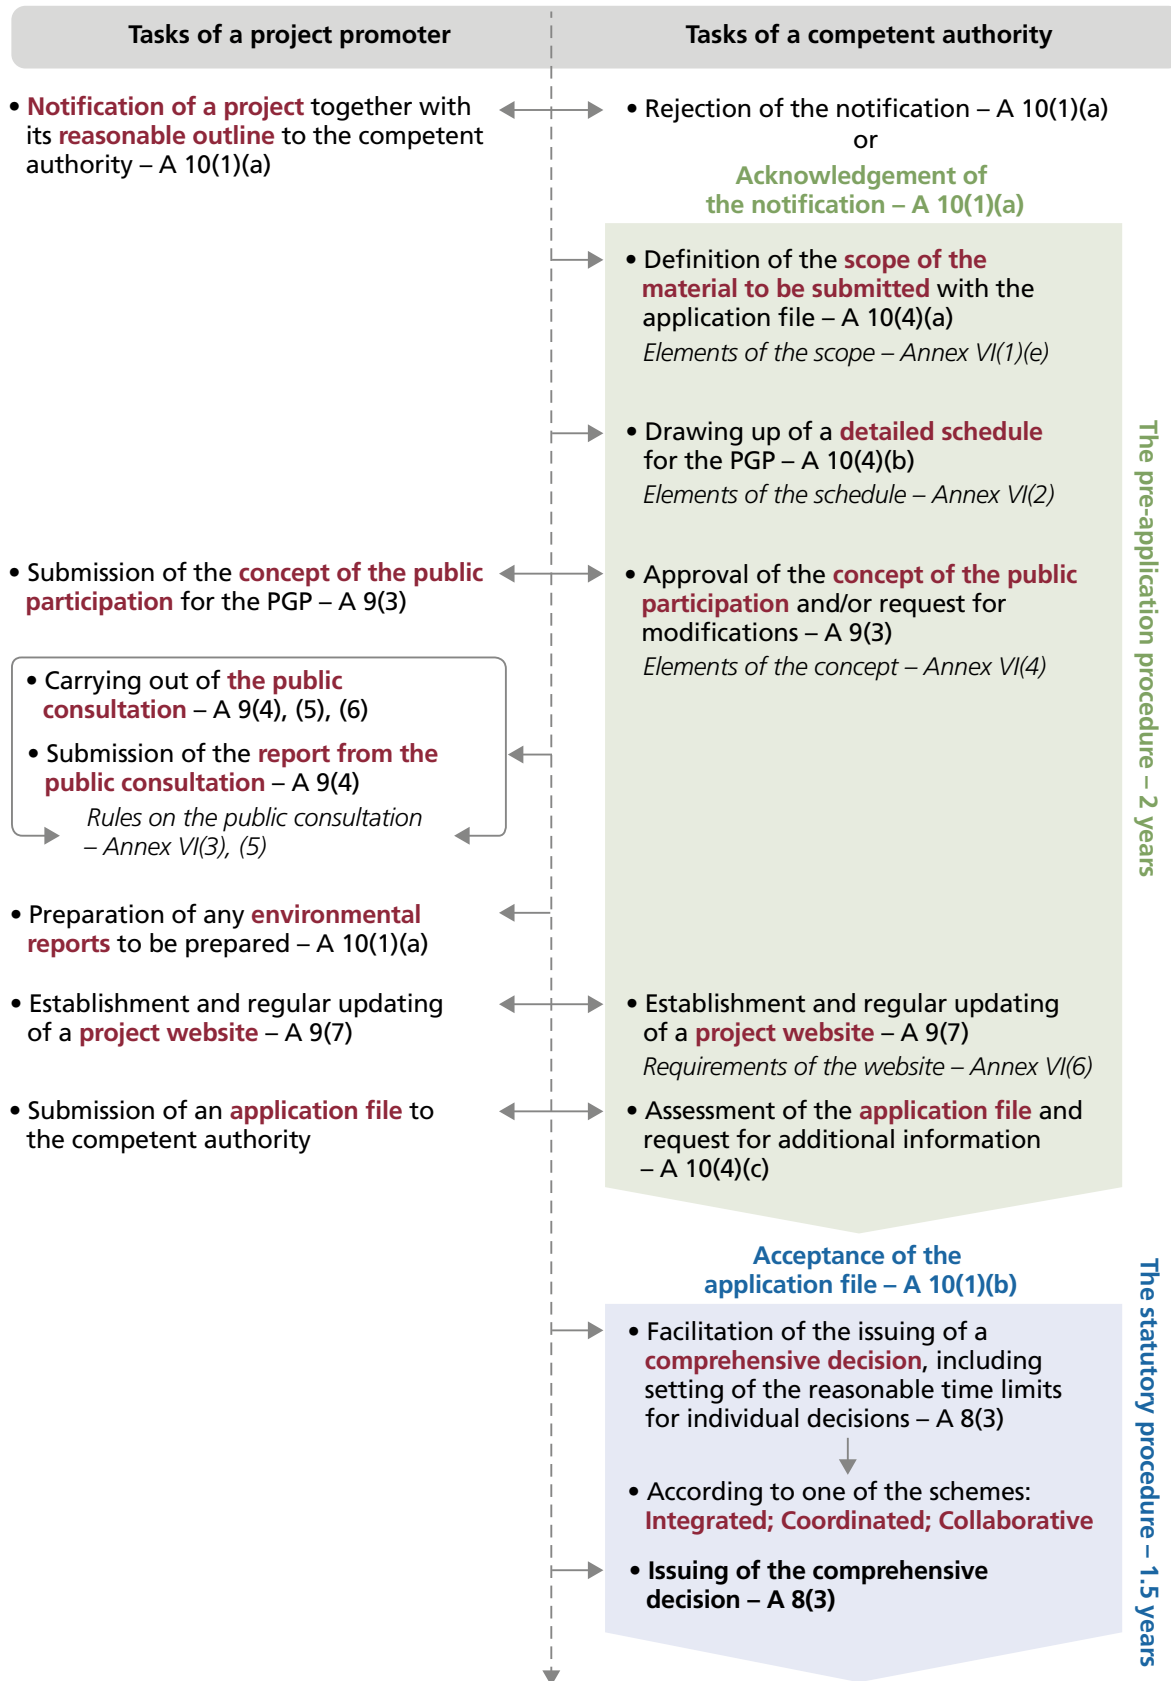 Tasks of a project promoter
Tasks of a competent authority
• Notification of a project together with
its reasonable outline to the competent
authority – A 10(1)(a)
• Rejection of the notification – A 10(1)(a)
or
Acknowledgement of
the notification – A 10(1)(a)
• Definition of the scope of the
material to be submitted with the
application file – A 10(4)(a)
Elements of the scope – Annex VI(1)(e)
• Drawing up of a detailed schedule
for the PGP – A 10(4)(b)
Elements of the schedule – Annex VI(2)
• Submission of the concept of the public
participation for the PGP – A 9(3)
• Approval of the concept of the public
participation and/or request for
modifications – A 9(3)
Elements of the concept – Annex VI(4)
• Carrying out of the public
consultation – A 9(4), (5), (6)
• Submission of the report from the
public consultation – A 9(4)
Rules on the public consultation
– Annex VI(3), (5)
• Preparation of any environmental
reports to be prepared – A 10(1)(a)
• Establishment and regular updating
of a project website – A 9(7)
• Establishment and regular updating
of a project website – A 9(7)
Requirements of the website – Annex VI(6)
• Submission of an application file to
the competent authority
• Assessment of the application file and
request for additional information
– A 10(4)(c)
The pre-application procedure – 2 years
Acceptance of the
application file – A 10(1)(b)
• Facilitation of the issuing of a
comprehensive decision, including
setting of the reasonable time limits
for individual decisions – A 8(3)
• According to one of the schemes:
Integrated; Coordinated; Collaborative
• Issuing of the comprehensive
decision – A 8(3)
The statutory procedure – 1.5 years